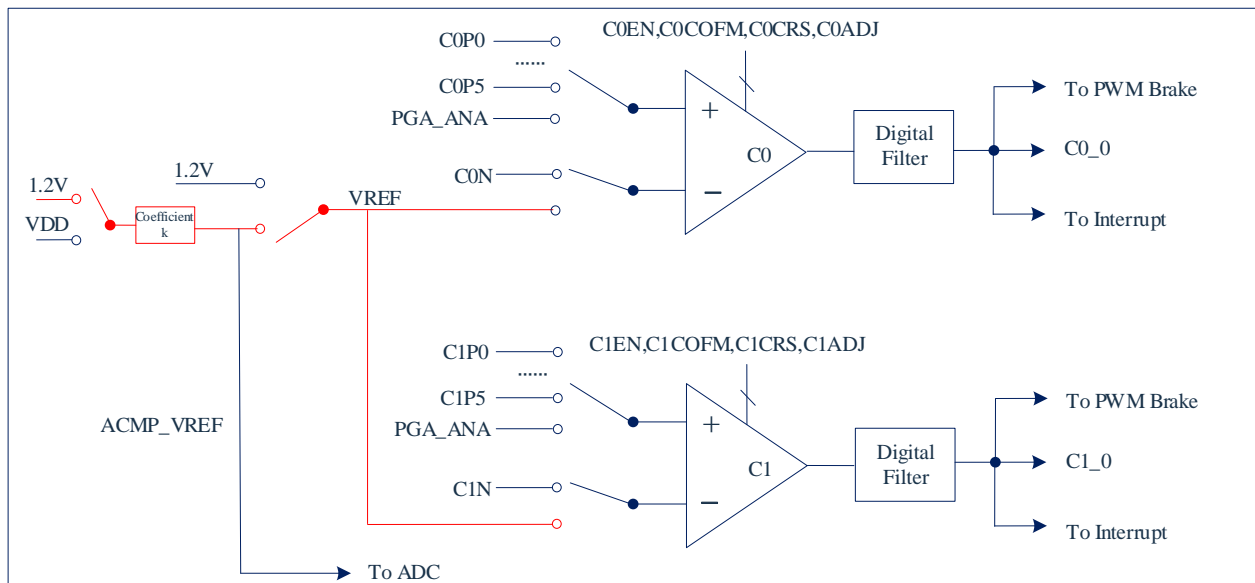 C0EN,C0COFM,C0CRS,C0ADJ
C0P0
......
C0P5
PGA_ANA
+
C0
−
C0N
Digital
Filter
To PWM Brake
C0_0
To Interrupt
1.2V
1.2V
VDD
Coefficient
k
VREF
C1EN,C1COFM,C1CRS,C1ADJ
C1P0
......
C1P5
PGA_ANA
+
C1
−
C1N
Digital
Filter
To PWM Brake
C1_0
To Interrupt
ACMP_VREF
To ADC